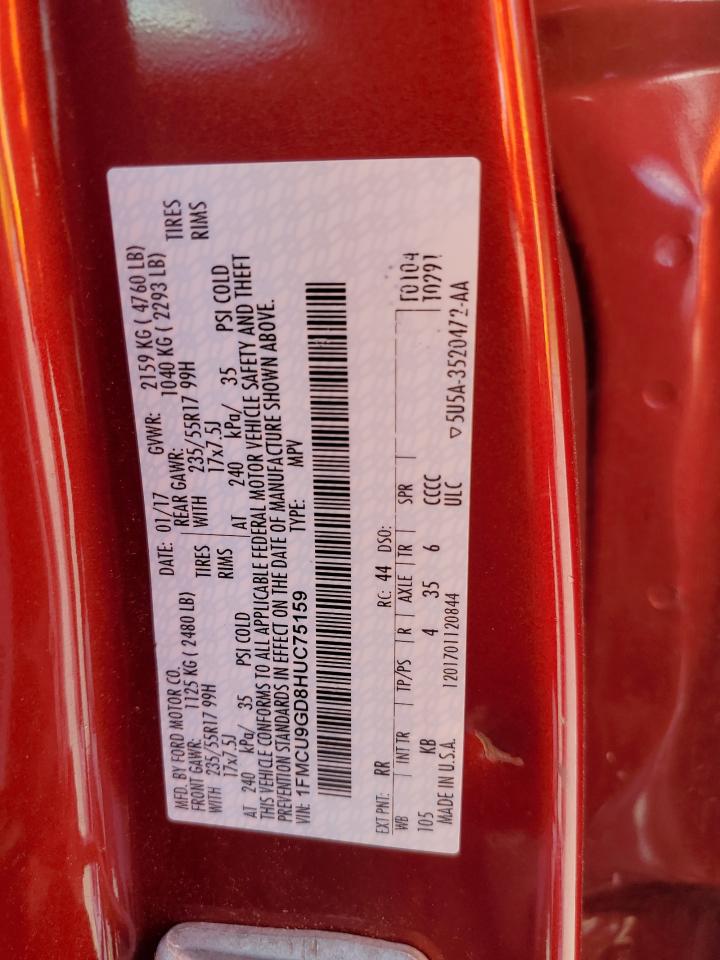 MFD. BY FORD MOTOR CO.
DATE: 01/17 GVWR: 2159 KG ( 4760 LB)
FRONT GAWR: 1125 KG ( 2480 LB) REAR GAWR: 1040 KG ( 2293 LB)
WITH 235/55R17 99H TIRES WITH 235/55R17 99H TIRES
17x7.5J RIMS 17x7.5J RIMS
AT 240 kPa/ 35 PSI COLD AT 240 kPa/ 35 PSI COLD
THIS VEHICLE CONFORMS TO ALL APPLICABLE FEDERAL MOTOR VEHICLE SAFETY AND THEFT
PREVENTION STANDARDS IN EFFECT ON THE DATE OF MANUFACTURE SHOWN ABOVE.
VIN: 1FMCU9GD8HUC75159 TYPE: MPV
EXT PNT: RR RC: 44 DSO:
WB INT TR TP/PS R AXLE TR SPR T0104
105 KB 4 35 6 CCCC T0291
MADE IN U.S.A. 1201701120844 ULC
▽5U5A-3520472-AA